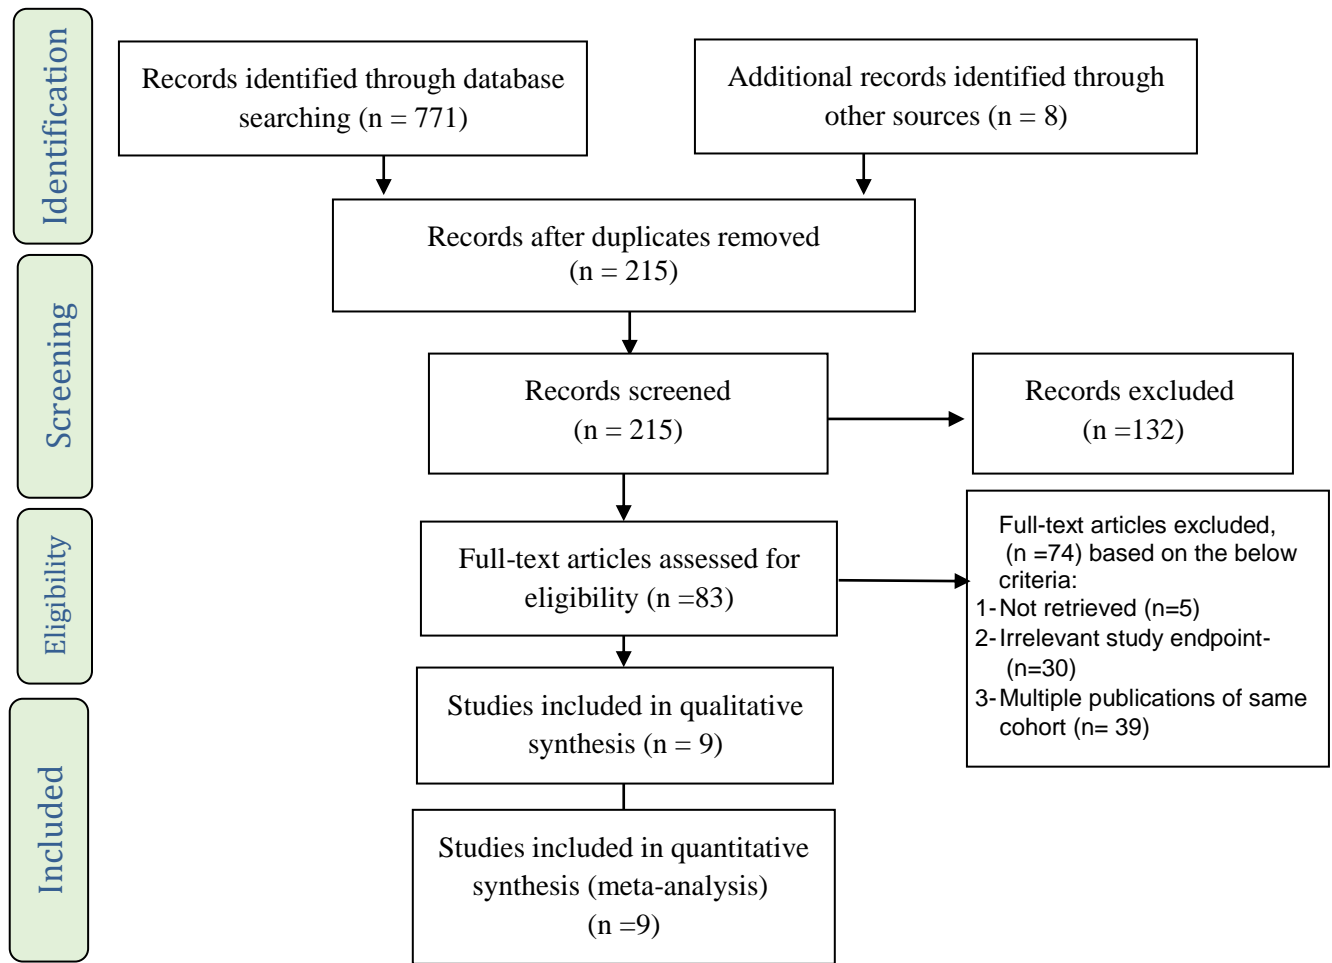 Identification
Records identified through database
searching (n = 771)
Additional records identified through
other sources (n = 8)
Records after duplicates removed
(n = 215)
Screening
Records screened
(n = 215)
Records excluded
(n =132)
Eligibility
Full-text articles assessed for
eligibility (n =83)
Full-text articles excluded,
(n =74) based on the below
criteria:
1- Not retrieved (n=5)
2- Irrelevant study endpoint-
(n=30)
3- Multiple publications of same
cohort (n= 39)
Included
Studies included in qualitative
synthesis (n = 9)
Studies included in quantitative
synthesis (meta-analysis)
(n =9)